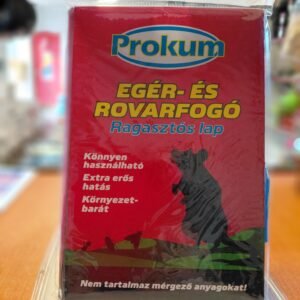 Prokum
EGÉR- ÉS
ROVARFOGÓ
Ragasztós lap
Könnyen
használható
Extra erős
hatás
Környezet-
barát
Nem tartalmaz mérgező anyagokat!